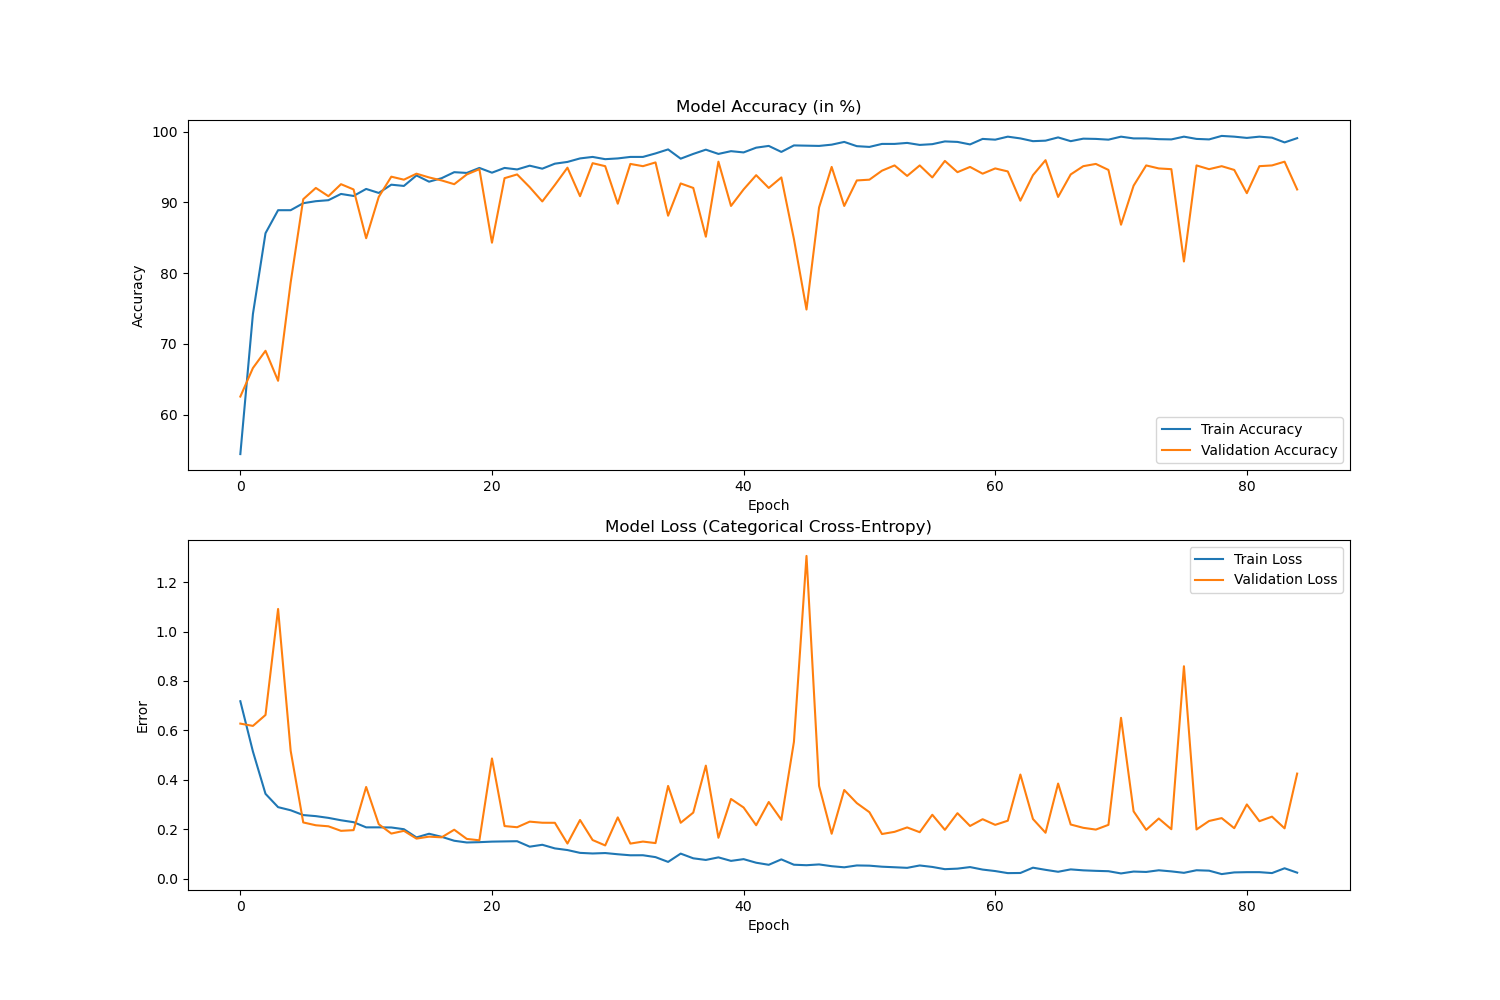 Model Accuracy (in %)
100
90
80
70
60
Accuracy
Train Accuracy
Validation Accuracy
0 20 40 60 80
Epoch
Model Loss (Categorical Cross-Entropy)
Train Loss
Validation Loss
1.2
1.0
0.8
0.6
0.4
0.2
0.0
Error
0 20 40 60 80
Epoch